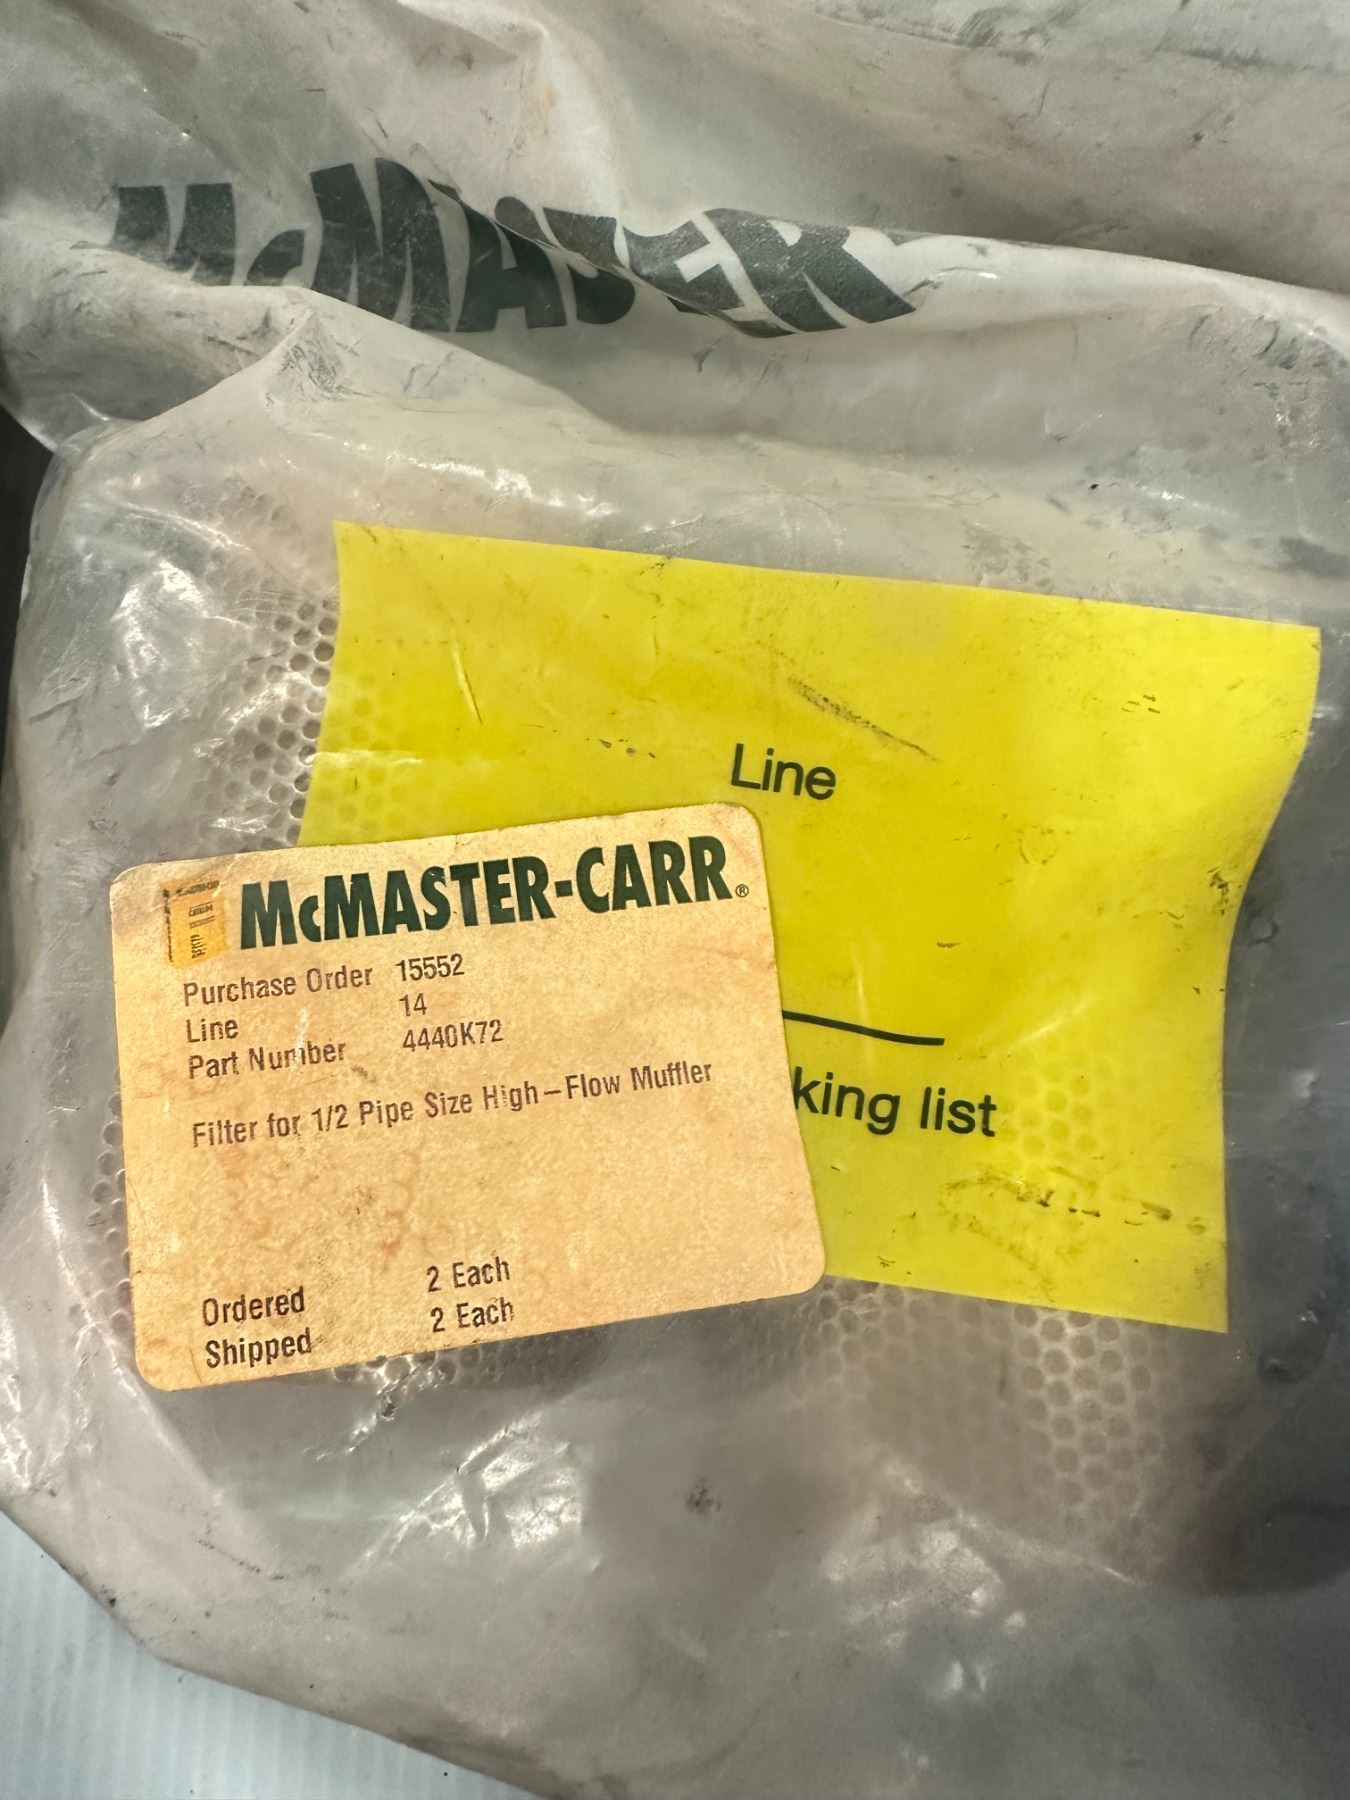 McMASTER
Line
McMASTER-CARR®
Purchase Order 15552
Line 14
Part Number 4440K72
Filter for 1/2 Pipe Size High-Flow Muffler
king list
Ordered 2 Each
Shipped 2 Each